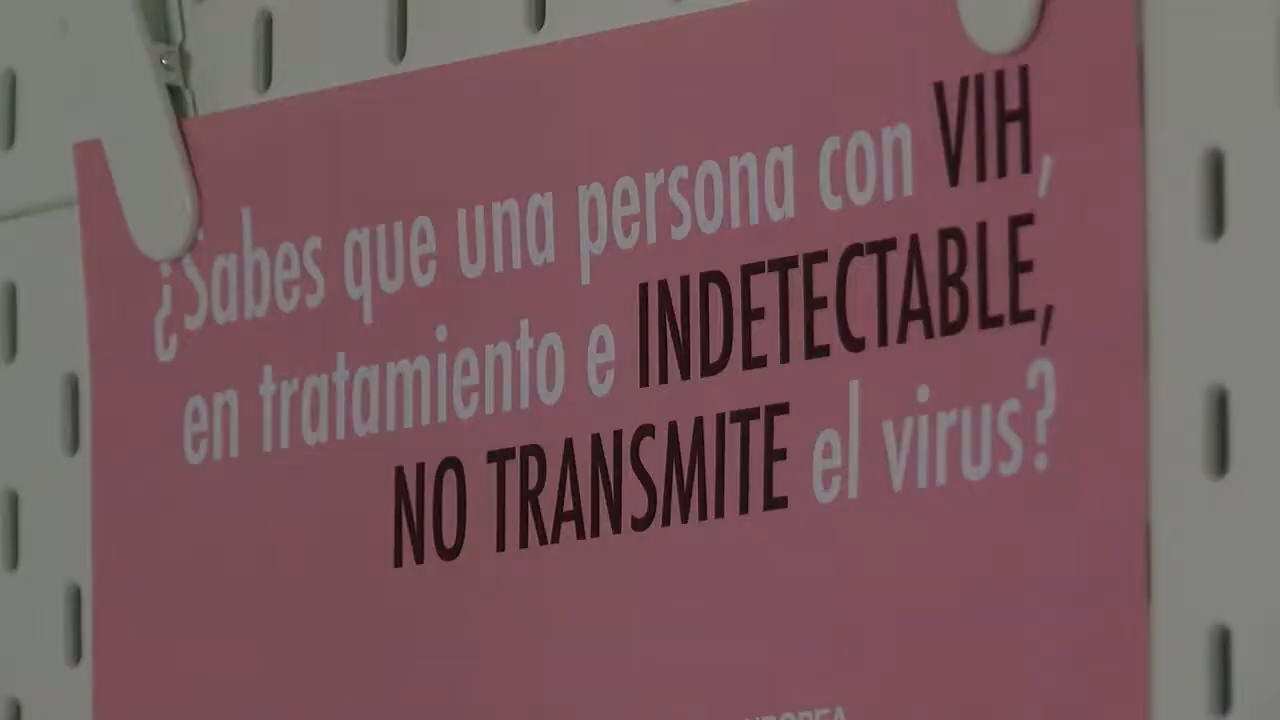 ¿Sabes que una persona con VIH,
en tratamiento e INDETECTABLE,
NO TRANSMITE el virus?